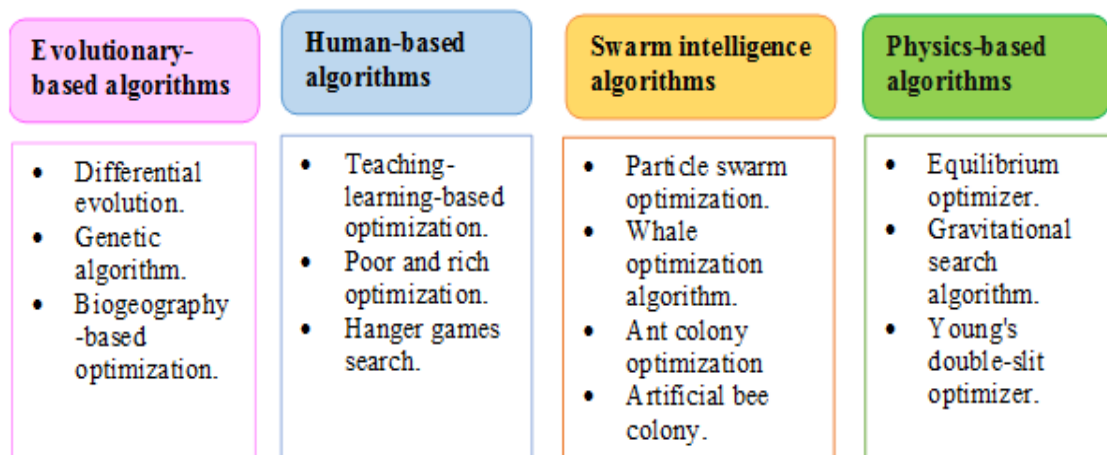 Evolutionary-
based algorithms
Differential
evolution.
Genetic
algorithm.
Biogeography
-based
optimization.
Human-based
algorithms
Teaching-
learning-based
optimization.
Poor and rich
optimization.
Hanger games
search.
Swarm intelligence
algorithms
Particle swarm
optimization.
Whale
optimization
algorithm.
Ant colony
optimization
Artificial bee
colony.
Physics-based
algorithms
Equilibrium
optimizer.
Gravitational
search
algorithm.
Young's
double-slit
optimizer.